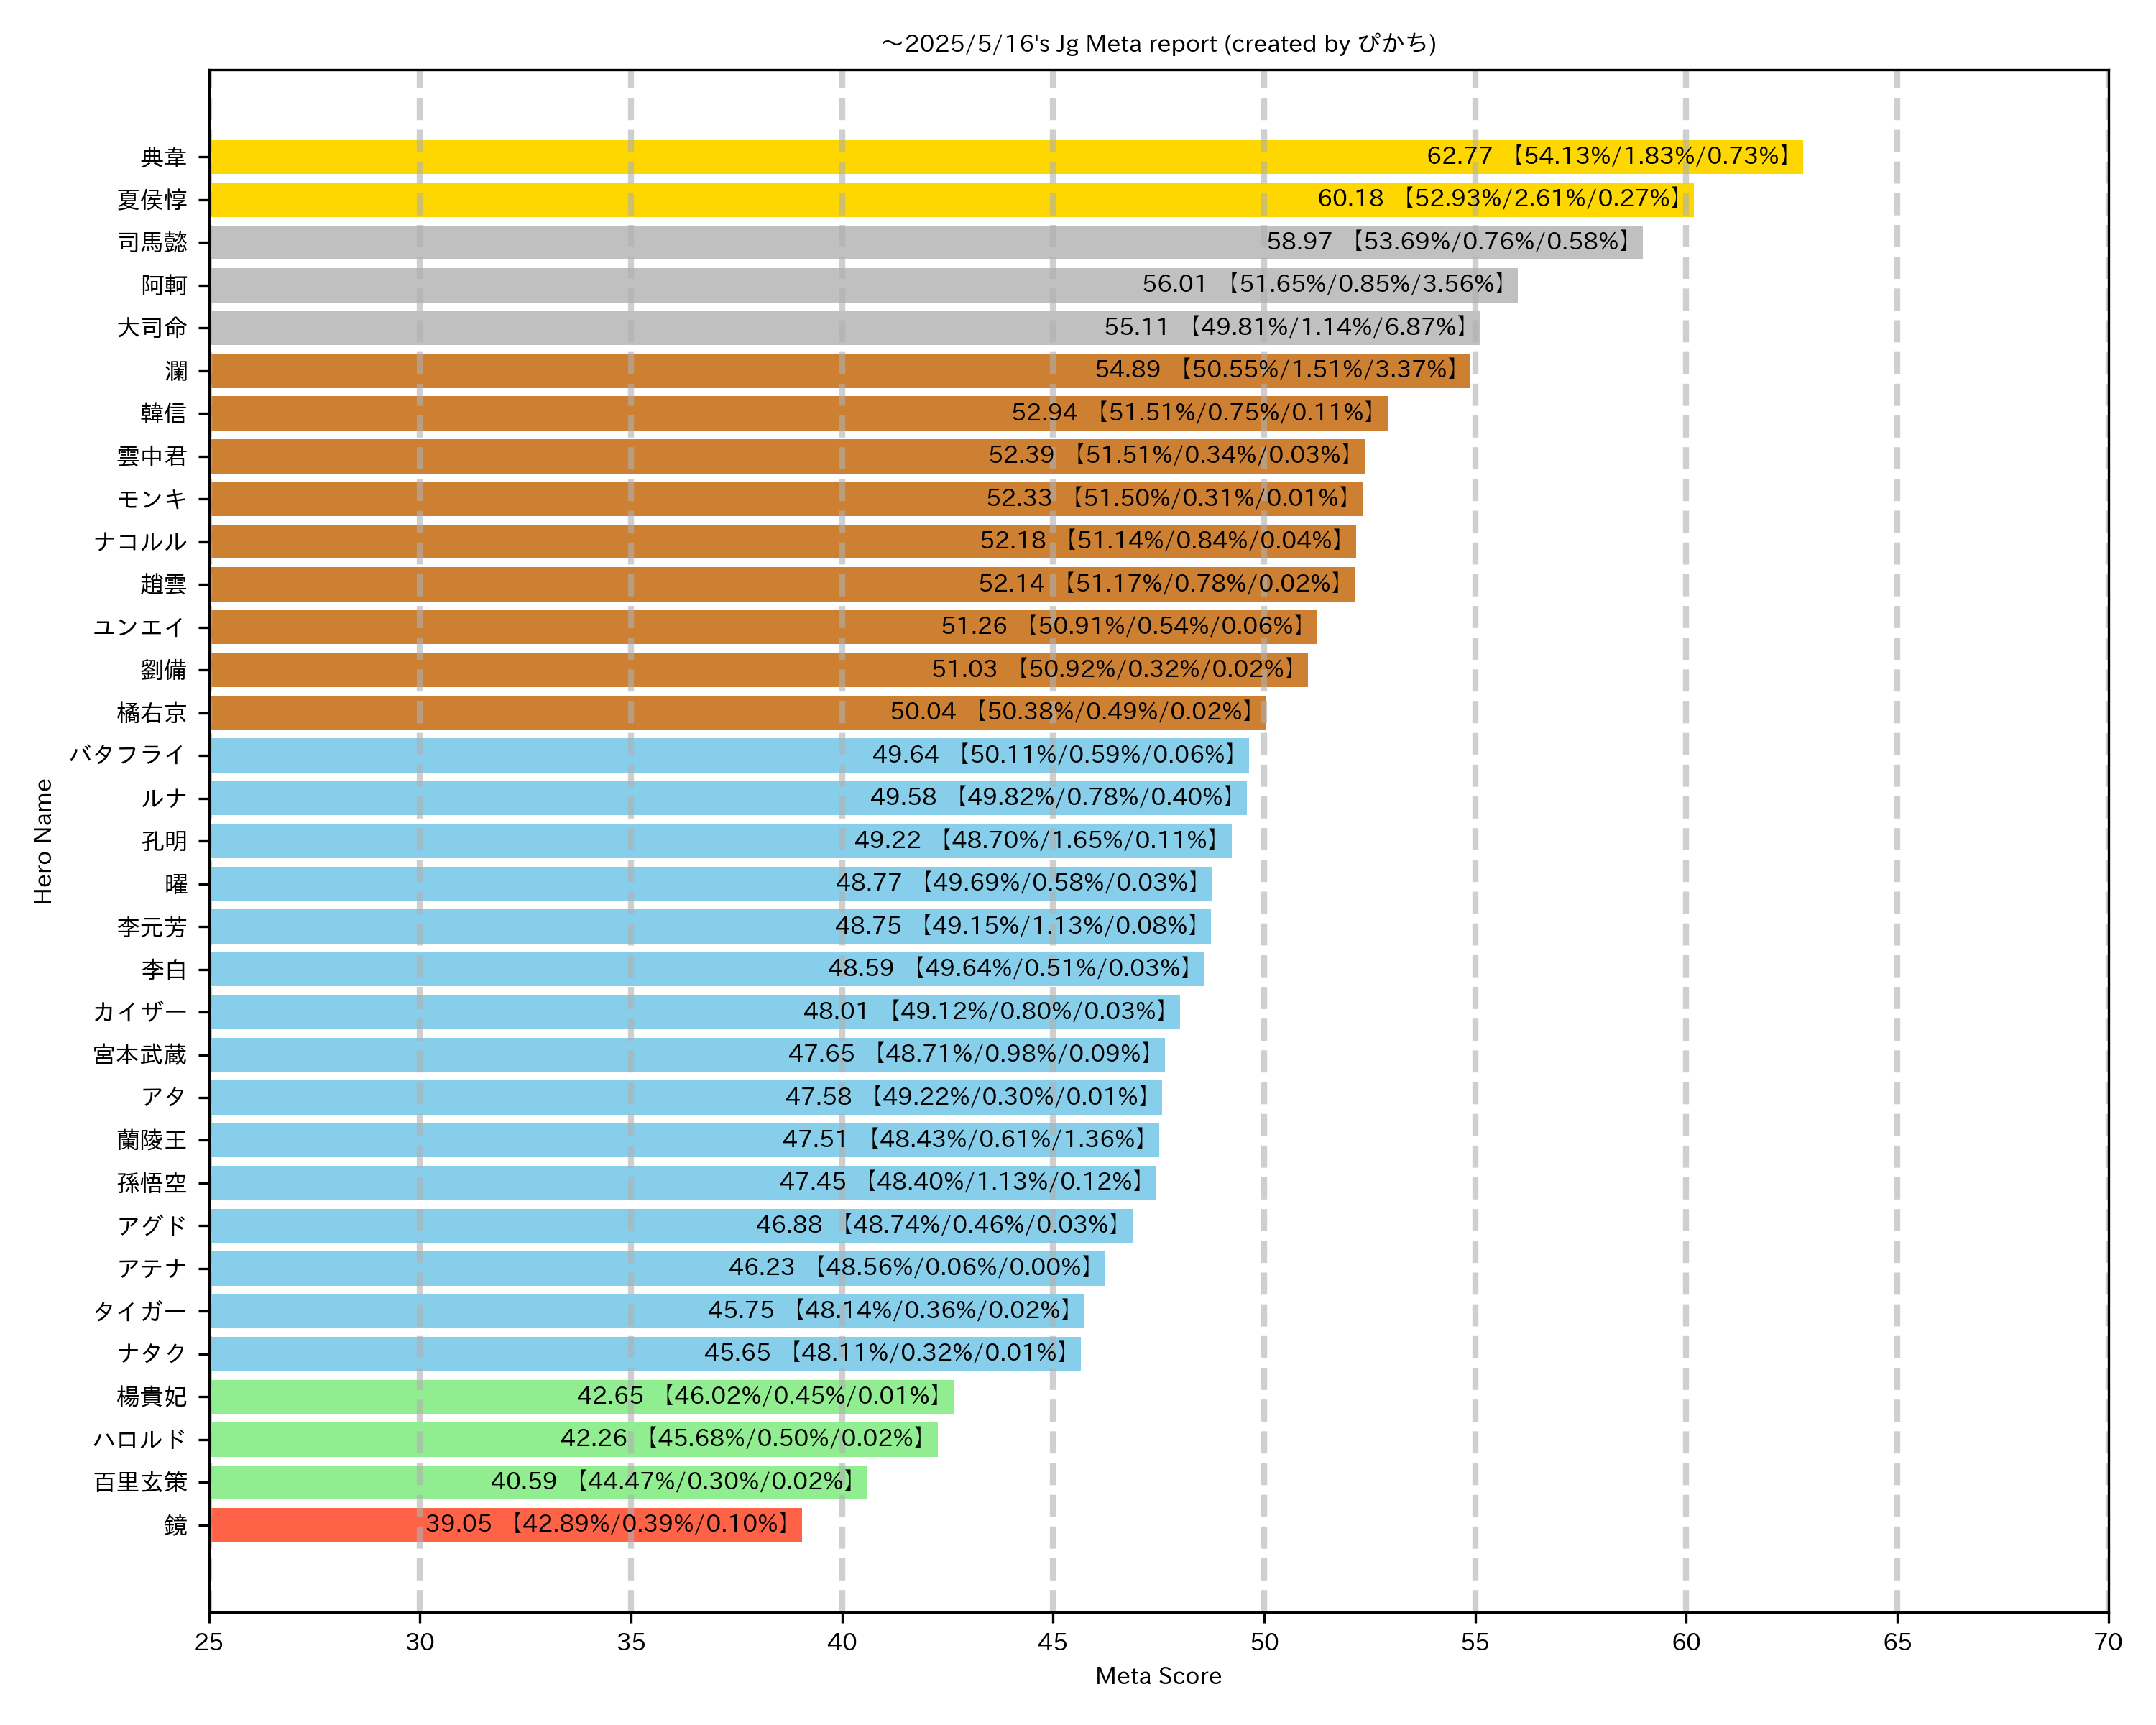 ～2025/5/16's Jg Meta report (created by ぴかち)
Hero Name
典韋 62.77 【54.13%/1.83%/0.73%】
夏侯惇 60.18 【52.93%/2.61%/0.27%】
司馬懿 58.97 【53.69%/0.76%/0.58%】
阿軻 56.01 【51.65%/0.85%/3.56%】
大司命 55.11 【49.81%/1.14%/6.87%】
瀾 54.89 【50.55%/1.51%/3.37%】
韓信 52.94 【51.51%/0.75%/0.11%】
雲中君 52.39 【51.51%/0.34%/0.03%】
モンキ 52.33 【51.50%/0.31%/0.01%】
ナコルル 52.18 【51.14%/0.84%/0.04%】
趙雲 52.14 【51.17%/0.78%/0.02%】
ユンエイ 51.26 【50.91%/0.54%/0.06%】
劉備 51.03 【50.92%/0.32%/0.02%】
橘右京 50.04 【50.38%/0.49%/0.02%】
バタフライ 49.64 【50.11%/0.59%/0.06%】
ルナ 49.58 【49.82%/0.78%/0.40%】
孔明 49.22 【48.70%/1.65%/0.11%】
曜 48.77 【49.69%/0.58%/0.03%】
李元芳 48.75 【49.15%/1.13%/0.08%】
李白 48.59 【49.64%/0.51%/0.03%】
カイザー 48.01 【49.12%/0.80%/0.03%】
宮本武蔵 47.65 【48.71%/0.98%/0.09%】
アタ 47.58 【49.22%/0.30%/0.01%】
蘭陵王 47.51 【48.43%/0.61%/1.36%】
孫悟空 47.45 【48.40%/1.13%/0.12%】
アグド 46.88 【48.74%/0.46%/0.03%】
アテナ 46.23 【48.56%/0.06%/0.00%】
タイガー 45.75 【48.14%/0.36%/0.02%】
ナタク 45.65 【48.11%/0.32%/0.01%】
楊貴妃 42.65 【46.02%/0.45%/0.01%】
ハロルド 42.26 【45.68%/0.50%/0.02%】
百里玄策 40.59 【44.47%/0.30%/0.02%】
鏡 39.05 【42.89%/0.39%/0.10%】
25 30 35 40 45 50 55 60 65 70
Meta Score